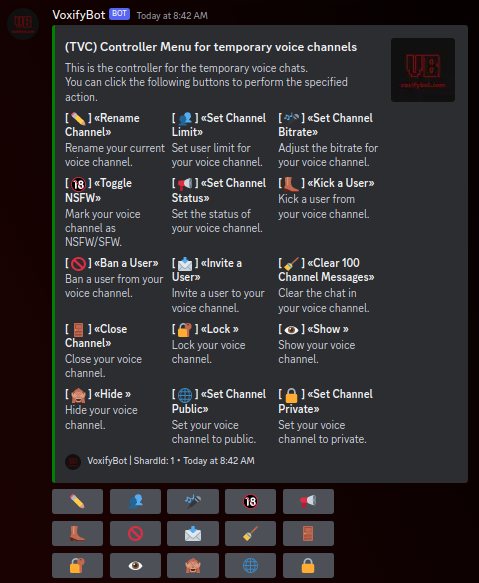 VoxifyBot BOT Today at 8:42 AM
(TVC) Controller Menu for temporary voice channels
VB
voxifybot.com
This is the controller for the temporary voice chats.
You can click the following buttons to perform the specified
action.
[ ✏️ ] «Rename
Channel»
Rename your current
voice channel.
[ 👥 ] «Set Channel
Limit»
Set user limit for
your voice channel.
[ 🎶 ] «Set Channel
Bitrate»
Adjust the bitrate for
your voice channel.
[ 🔞 ] «Toggle
NSFW»
Mark your voice
channel as
NSFW/SFW.
[ 📢 ] «Set Channel
Status»
Set the status of
your voice channel.
[ 👢 ] «Kick a User»
Kick a user from
your voice channel.
[ 🚫 ] «Ban a User»
Ban a user from your
voice channel.
[ 📩 ] «Invite a
User»
Invite a user to your
voice channel.
[ 🧹 ] «Clear 100
Channel Messages»
Clear the chat in
your voice channel.
[ 🚪 ] «Close
Channel»
Close your voice
channel.
[ 🔐 ] «Lock »
Lock your voice
channel.
[ 👁️ ] «Show »
Show your voice
channel.
[ 🙈 ] «Hide »
Hide your voice
channel.
[ 🌐 ] «Set Channel
Public»
Set your voice
channel to public.
[ 🔒 ] «Set Channel
Private»
Set your voice
channel to private.
VoxifyBot | ShardId: 1 • Today at 8:42 AM